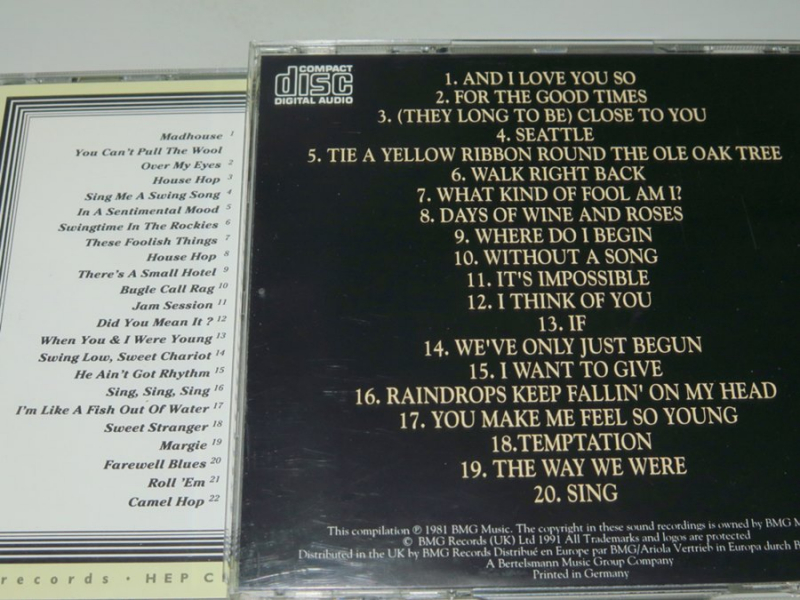 Madhouse 1
You Can't Pull The Wool
Over My Eyes 2
House Hop 3
Sing Me A Swing Song 4
In A Sentimental Mood 5
Swingtime In The Rockies 6
These Foolish Things 7
House Hop 8
There's A Small Hotel 9
Bugle Call Rag 10
Jam Session 11
Did You Mean It ? 12
When You & I Were Young 13
Swing Low, Sweet Chariot 14
He Ain't Got Rhythm 15
Sing, Sing, Sing 16
I'm Like A Fish Out Of Water 17
Sweet Stranger 18
Margie 19
Farewell Blues 20
Roll 'Em 21
Camel Hop 22
records · HEP
COMPACT
disc
DIGITAL AUDIO
1. AND I LOVE YOU SO
2. FOR THE GOOD TIMES
3. (THEY LONG TO BE) CLOSE TO YOU
4. SEATTLE
5. TIE A YELLOW RIBBON ROUND THE OLE OAK TREE
6. WALK RIGHT BACK
7. WHAT KIND OF FOOL AM I?
8. DAYS OF WINE AND ROSES
9. WHERE DO I BEGIN
10. WITHOUT A SONG
11. IT'S IMPOSSIBLE
12. I THINK OF YOU
13. IF
14. WE'VE ONLY JUST BEGUN
15. I WANT TO GIVE
16. RAINDROPS KEEP FALLIN' ON MY HEAD
17. YOU MAKE ME FEEL SO YOUNG
18.TEMPTATION
19. THE WAY WE WERE
20. SING
This compilation ℗ 1981 BMG Music. The copyright in these sound recordings is owned by BMG
© BMG Records (UK) Ltd 1991 All Trademarks and logos are protected
Distributed in the UK by BMG Records Distribué en Europe par BMG/Ariola Vertrieb in Europa durch
A Bertelsmann Music Group Company
Printed in Germany